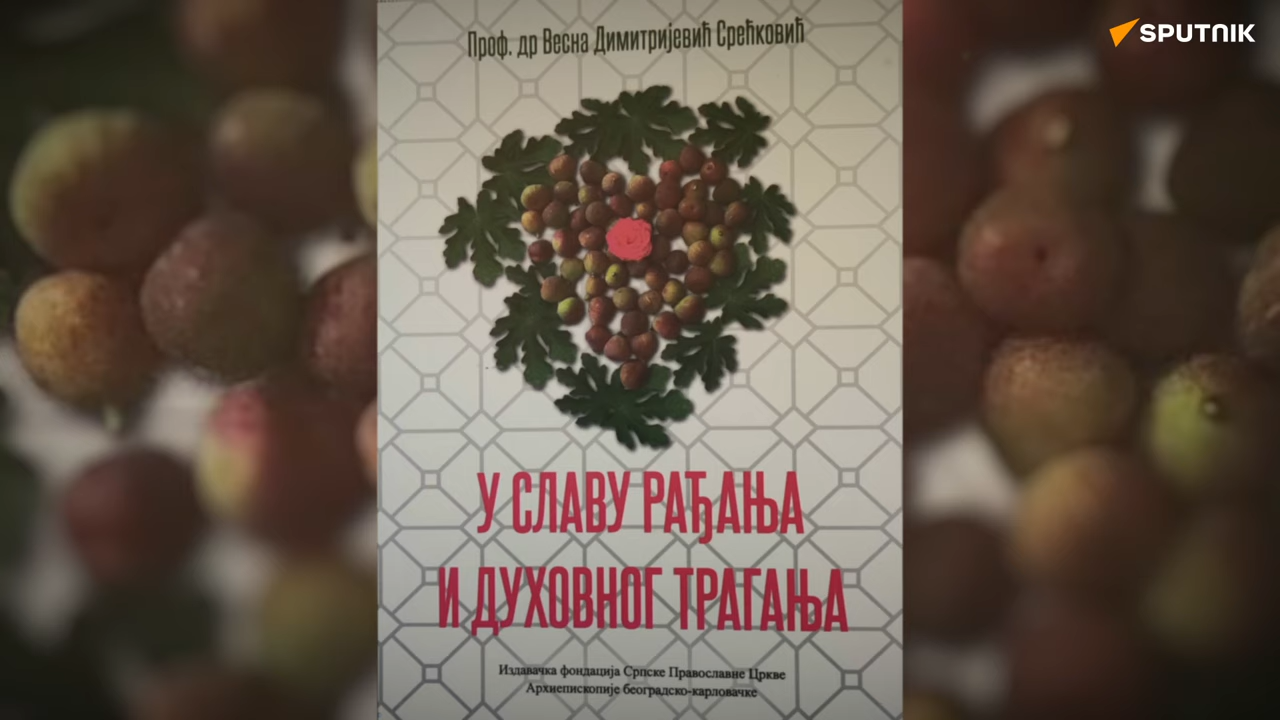 SPUTNIK
Проф. др Весна Димитријевић Срећковић
У СЛАВУ РАЂАЊА
И ДУХОВНОГ ТРАГАЊА
Издавачка фондација Српске Православне Цркве
Архиепископије београдско-карловачке